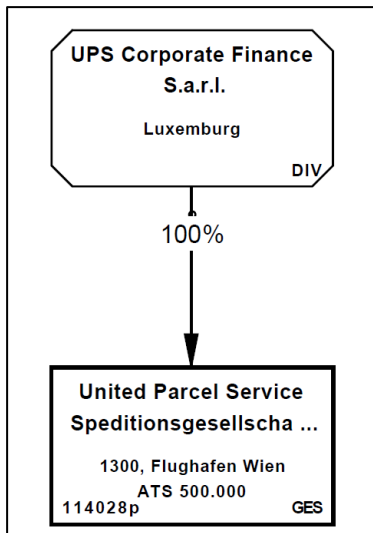 UPS Corporate Finance
S.a.r.l.
Luxemburg
DIV
100%
United Parcel Service
Speditionsgesellscha ...
1300, Flughafen Wien
ATS 500.000
114028p GES